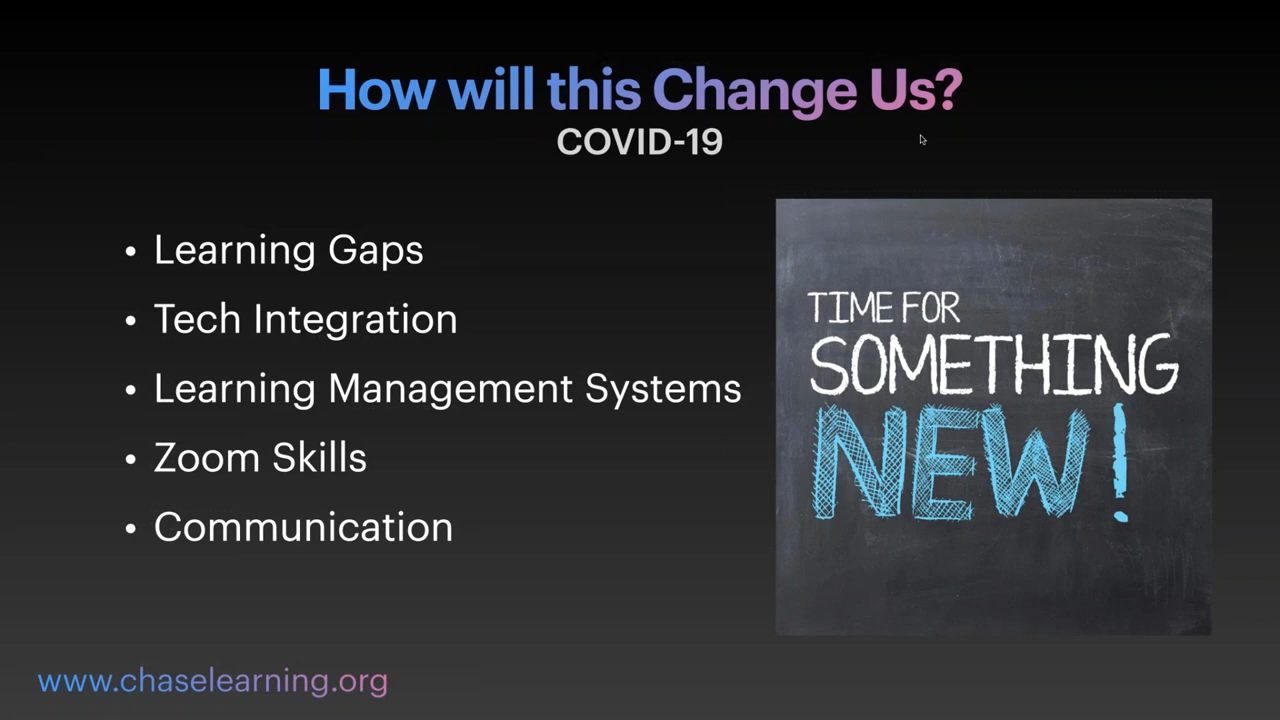 How will this Change Us?
COVID-19
• Learning Gaps
• Tech Integration
• Learning Management Systems
• Zoom Skills
• Communication
TIME FOR
SOMETHING
NEW!
www.chaselearning.org